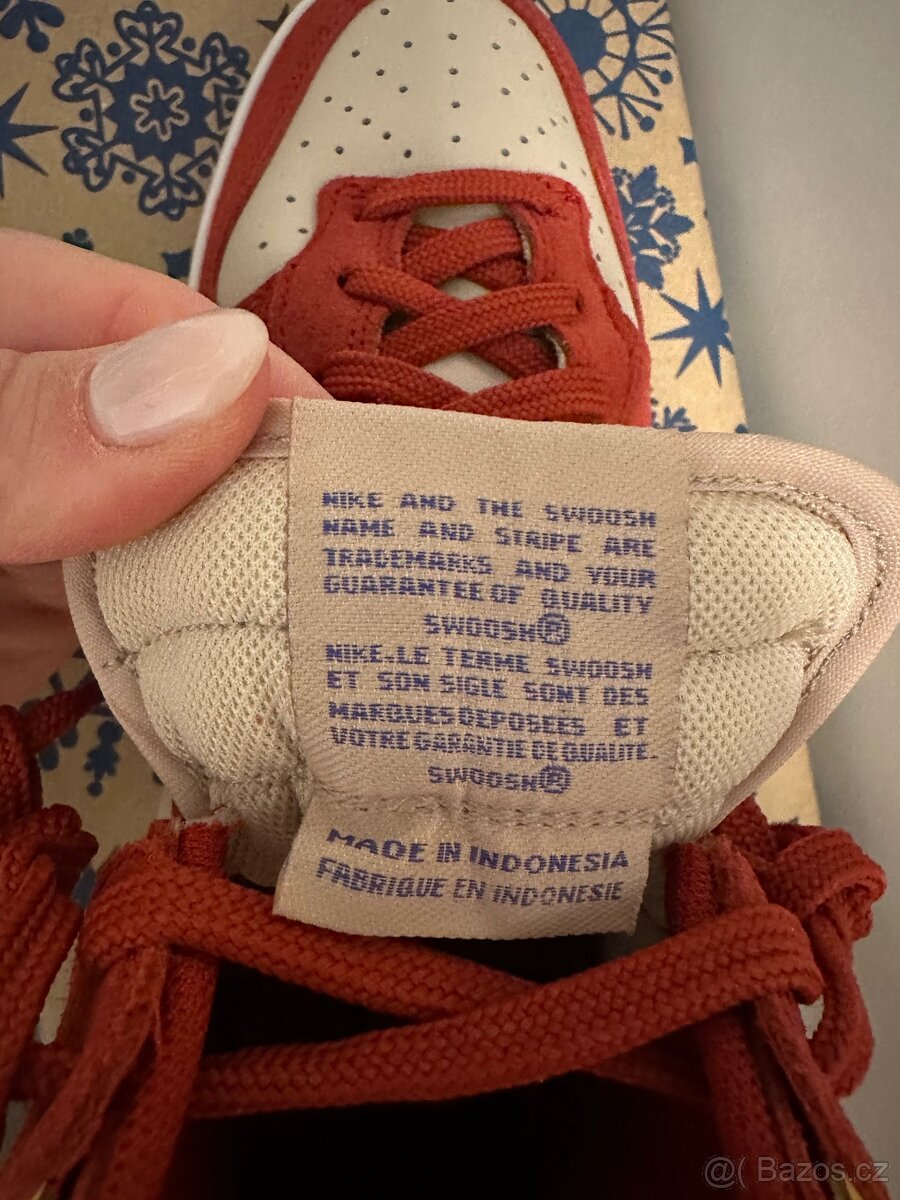 NIKE AND THE SWOOSH
NAME AND STRIPE ARE
TRADEMARKS AND YOUR
GUARANTEE OF QUALITY
SWOOSH®
NIKE.LE TERME SWOOSH
ET SON SIGLE SONT DES
MARQUES DEPOSEES ET
VOTRE GARANTIE DE QUALITE.
SWOOSH®
MADE IN INDONESIA
FABRIQUE EN INDONESIE
@( Bazos.cz